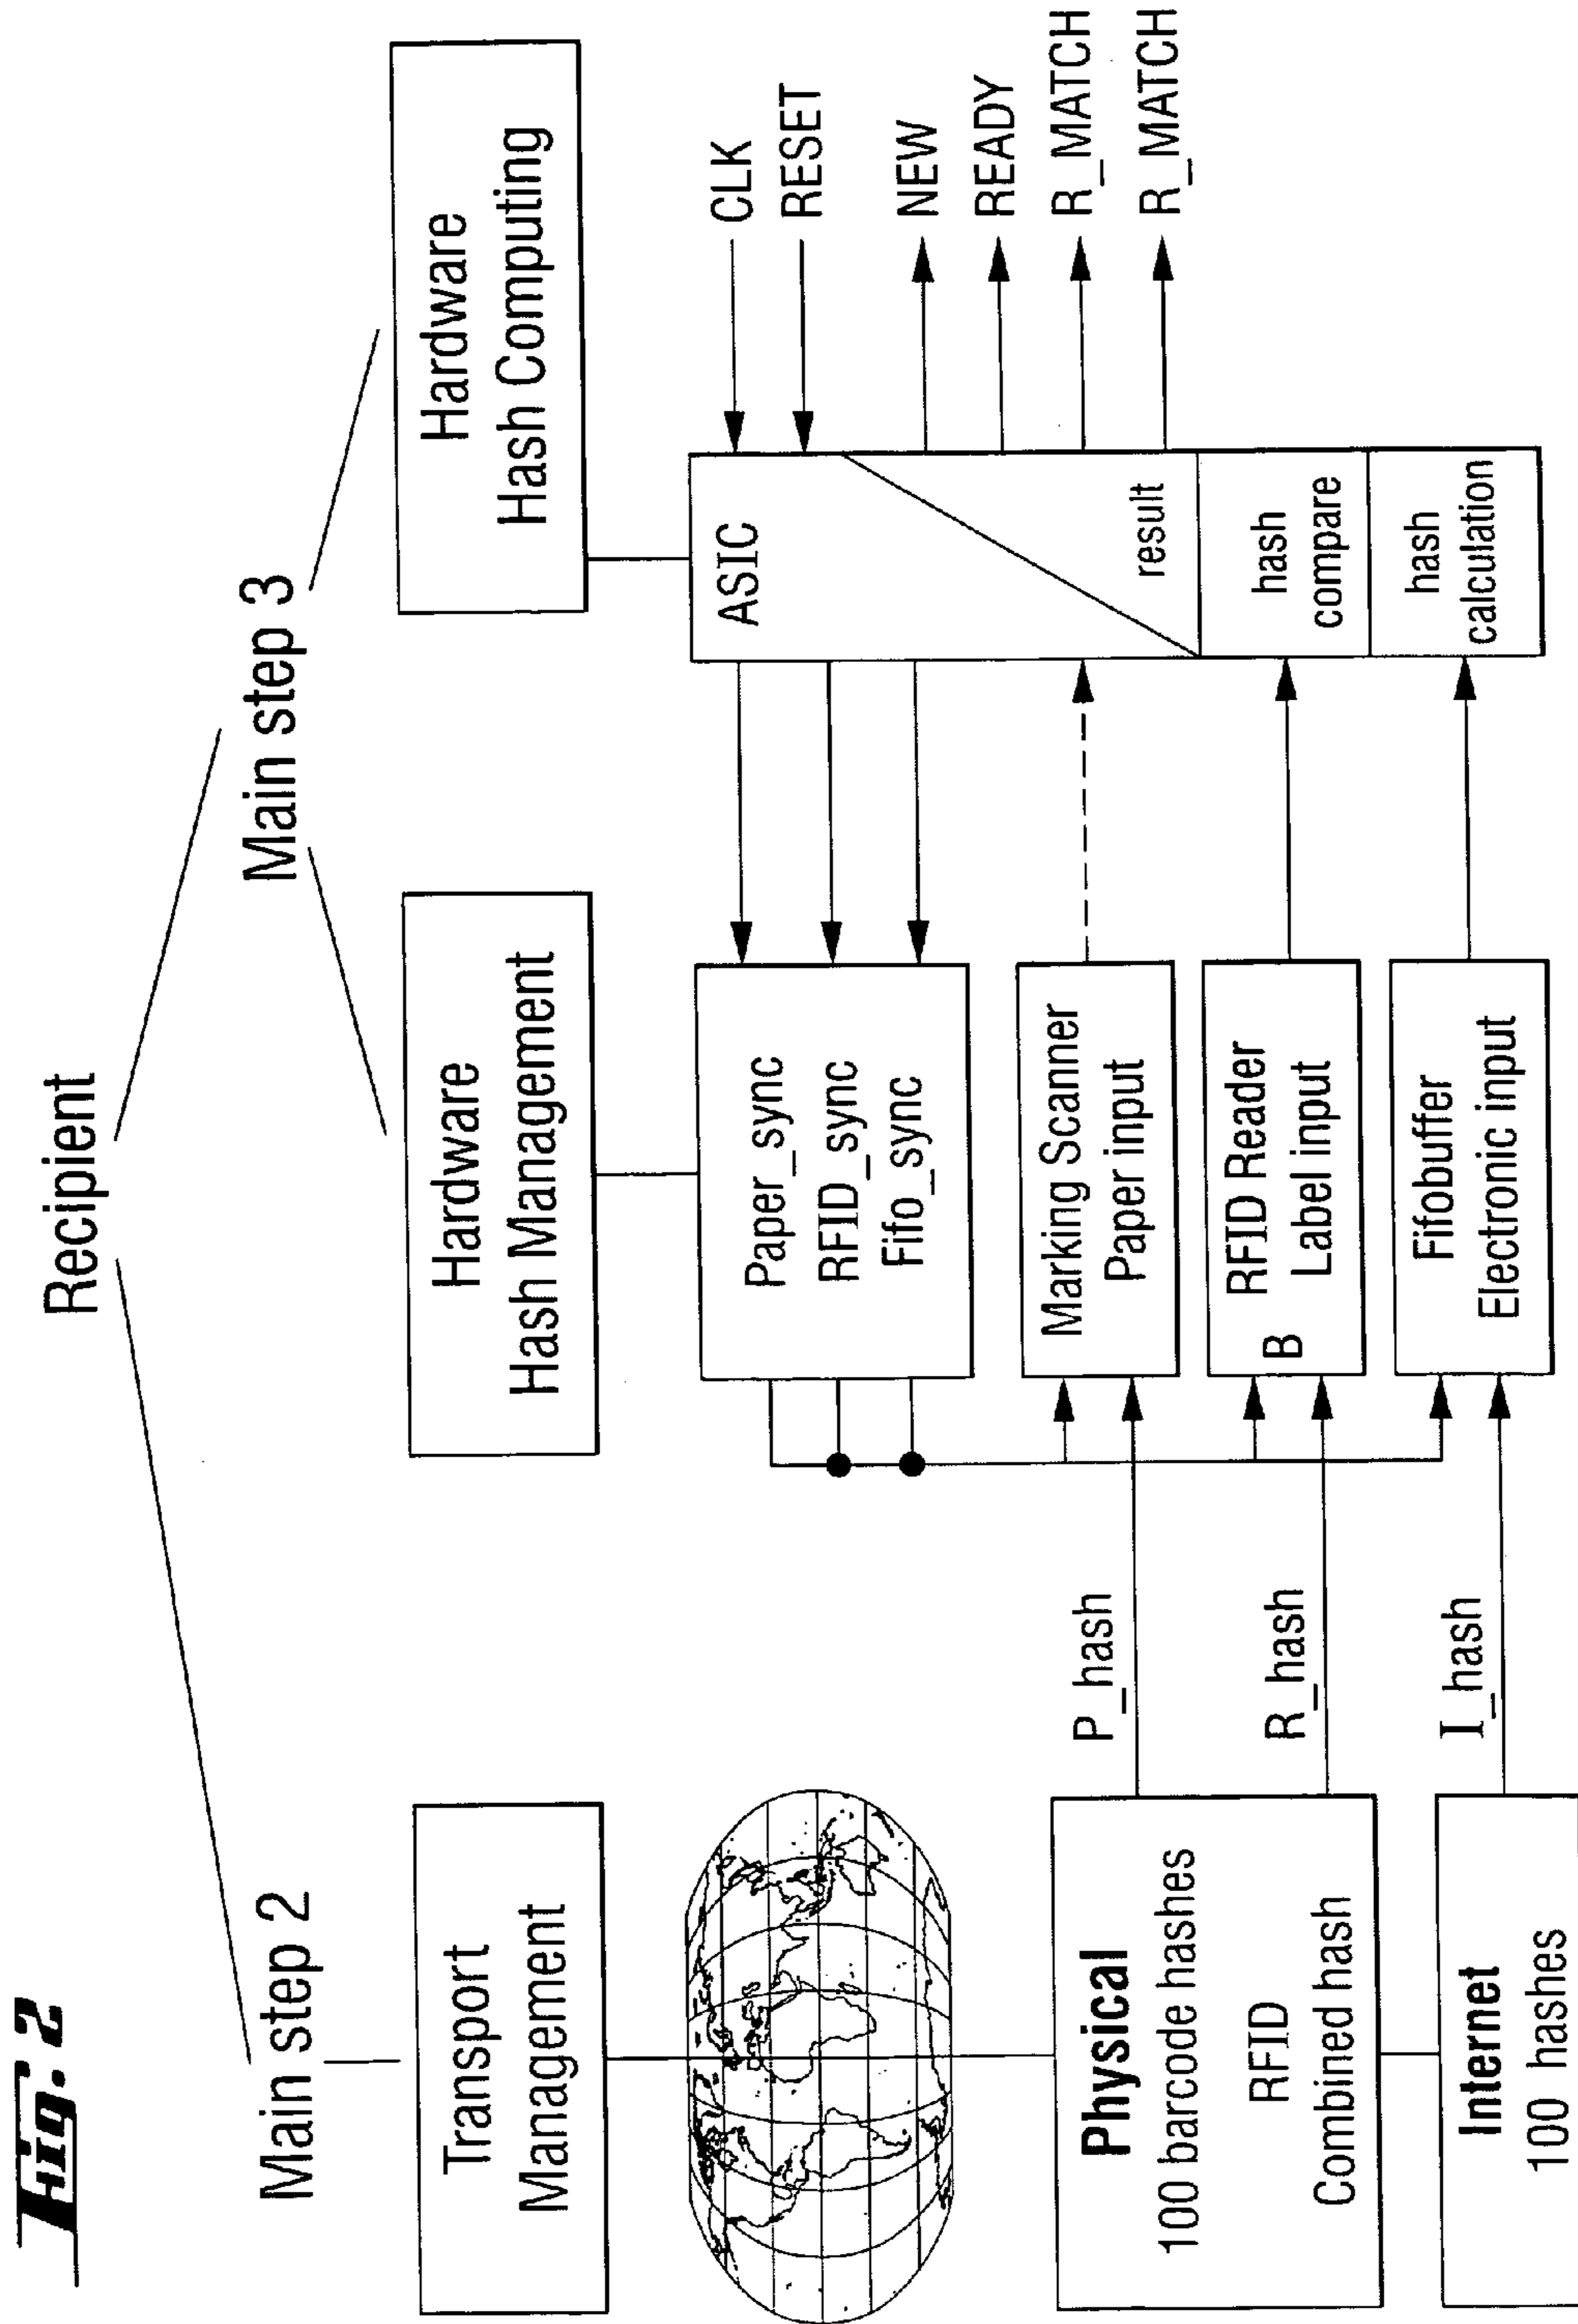 Fig. 2
Recipient
Main step 2
Main step 3
Transport
Management
Hardware
Hash Management
Hardware
Hash Computing
Paper_sync
RFID_sync
Fifo_sync
ASIC
result
hash
compare
hash
calculation
CLK
RESET
NEW
READY
R_MATCH
R_MATCH
Marking Scanner
Paper input
RFID Reader
B Label input
Fifobuffer
Electronic input
P_hash
R_hash
I_hash
Physical
100 barcode hashes
RFID
Combined hash
Internet
100 hashes